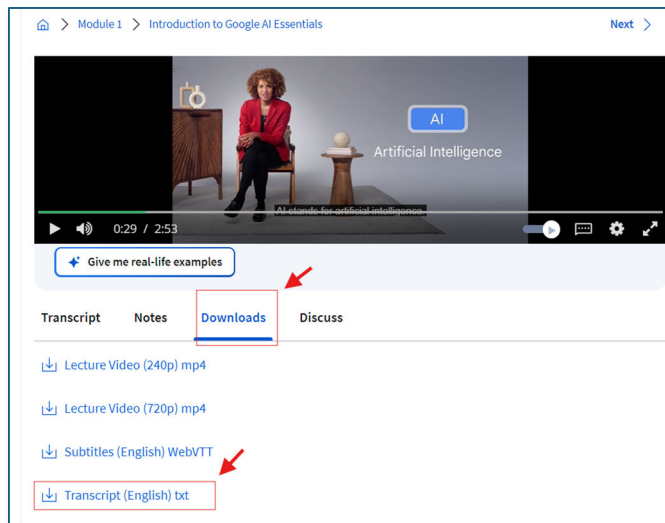 Module 1 > Introduction to Google AI Essentials Next >
AI
Artificial Intelligence
AI stands for artificial intelligence.
0:29 / 2:53
Give me real-life examples
Transcript Notes Downloads Discuss
Lecture Video (240p) mp4
Lecture Video (720p) mp4
Subtitles (English) WebVTT
Transcript (English) txt